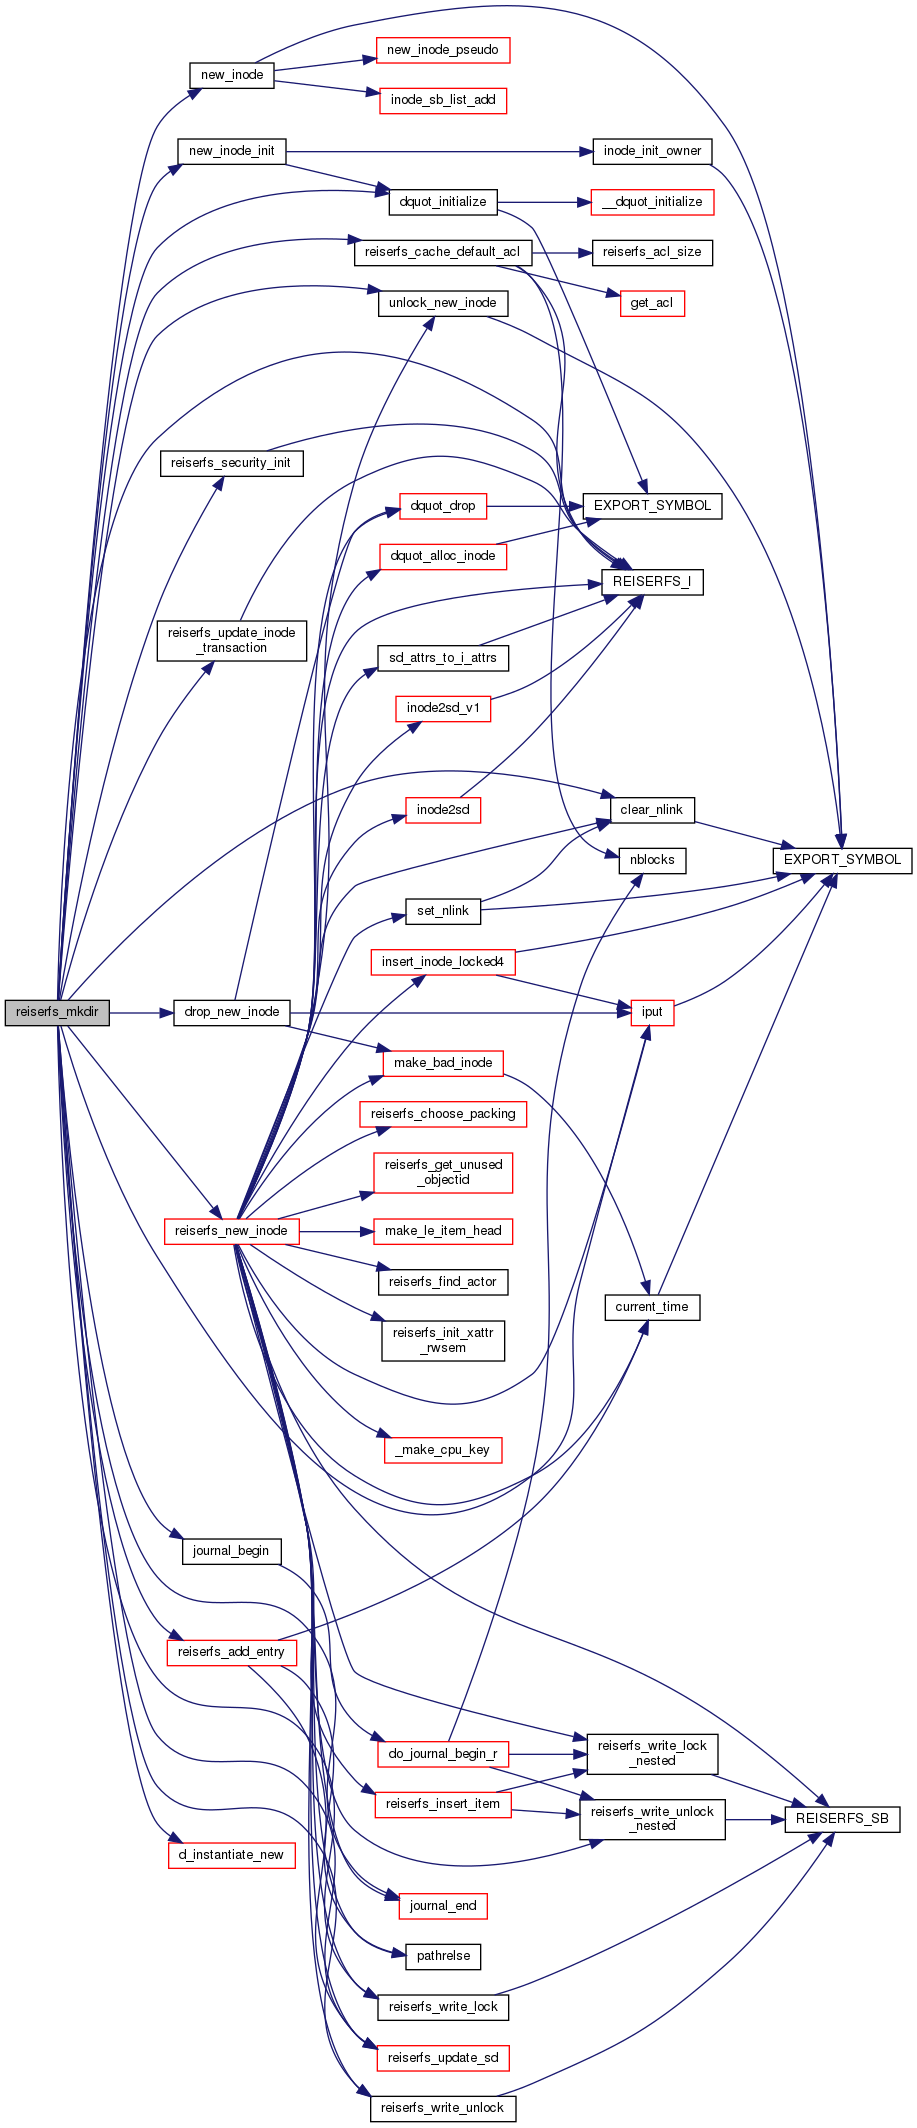 new_inode_pseudo
new_inode
inode_sb_list_add
new_inode_init
inode_init_owner
dquot_initialize
__dquot_initialize
reiserfs_cache_default_acl
reiserfs_acl_size
unlock_new_inode
get_acl
reiserfs_security_init
dquot_drop
EXPORT_SYMBOL
dquot_alloc_inode
REISERFS_I
reiserfs_update_inode
_transaction
sd_attrs_to_i_attrs
inode2sd_v1
inode2sd
clear_nlink
nblocks
EXPORT_SYMBOL
set_nlink
insert_inode_locked4
reiserfs_mkdir
drop_new_inode
iput
make_bad_inode
reiserfs_choose_packing
reiserfs_get_unused
_objectid
reiserfs_new_inode
make_le_item_head
reiserfs_find_actor
current_time
reiserfs_init_xattr
_rwsem
_make_cpu_key
journal_begin
reiserfs_add_entry
do_journal_begin_r
reiserfs_write_lock
_nested
reiserfs_insert_item
reiserfs_write_unlock
_nested
REISERFS_SB
d_instantiate_new
journal_end
pathrelse
reiserfs_write_lock
reiserfs_update_sd
reiserfs_write_unlock